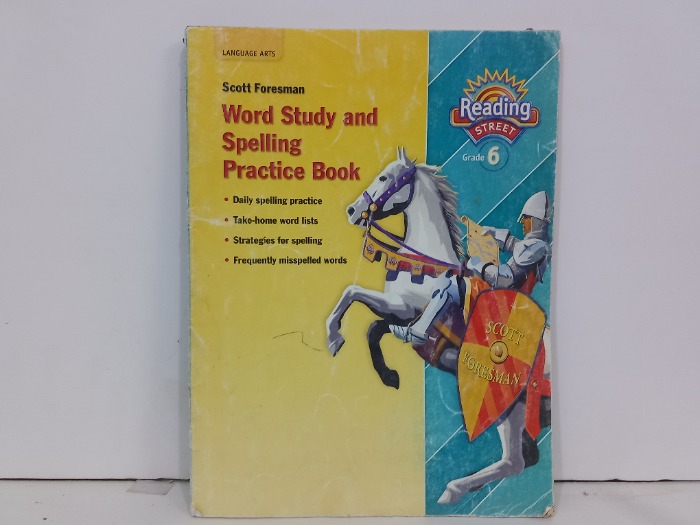 LANGUAGE ARTS
Scott Foresman
Word Study and
Spelling
Practice Book
• Daily spelling practice
• Take-home word lists
• Strategies for spelling
• Frequently misspelled words
Reading
STREET
Grade 6
SCOTT
FORESMAN